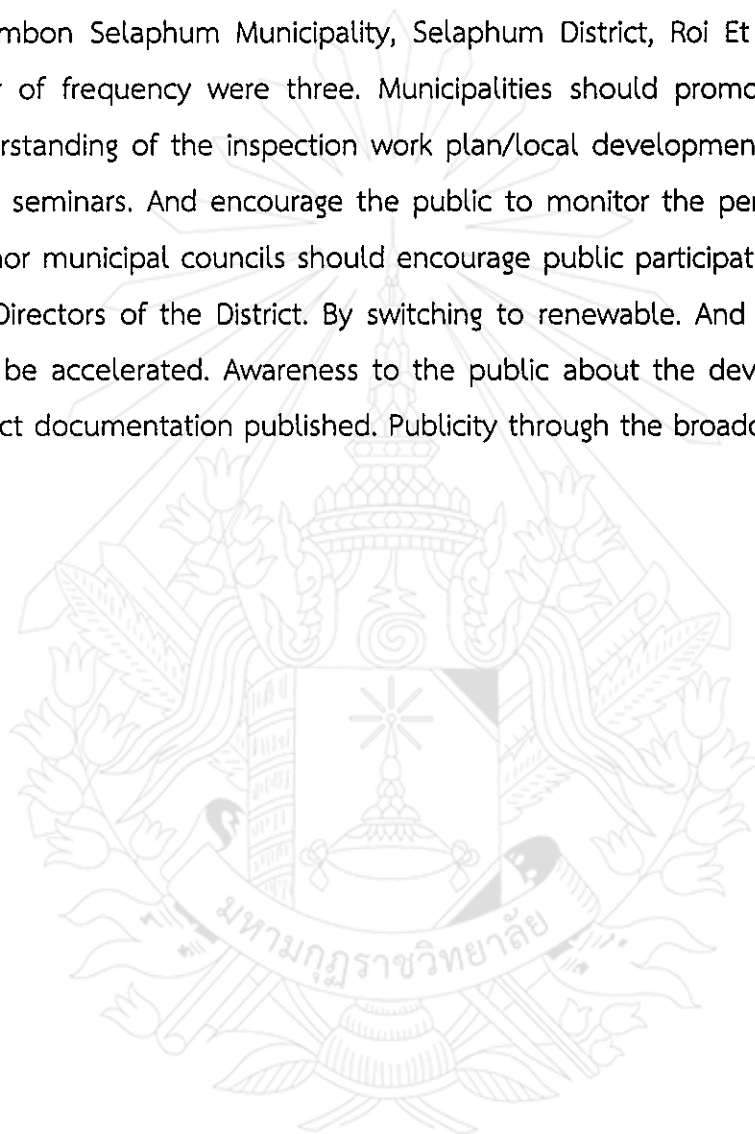 mbon Selaphum Municipality, Selaphum District, Roi Et
of frequency were three. Municipalities should promo
rstanding of the inspection work plan/local development
seminars. And encourage the public to monitor the per
nor municipal councils should encourage public participat
Directors of the District. By switching to renewable. And
be accelerated. Awareness to the public about the dev
ct documentation published. Publicity through the broadc
มหามกุฏราชวิทยาลัย